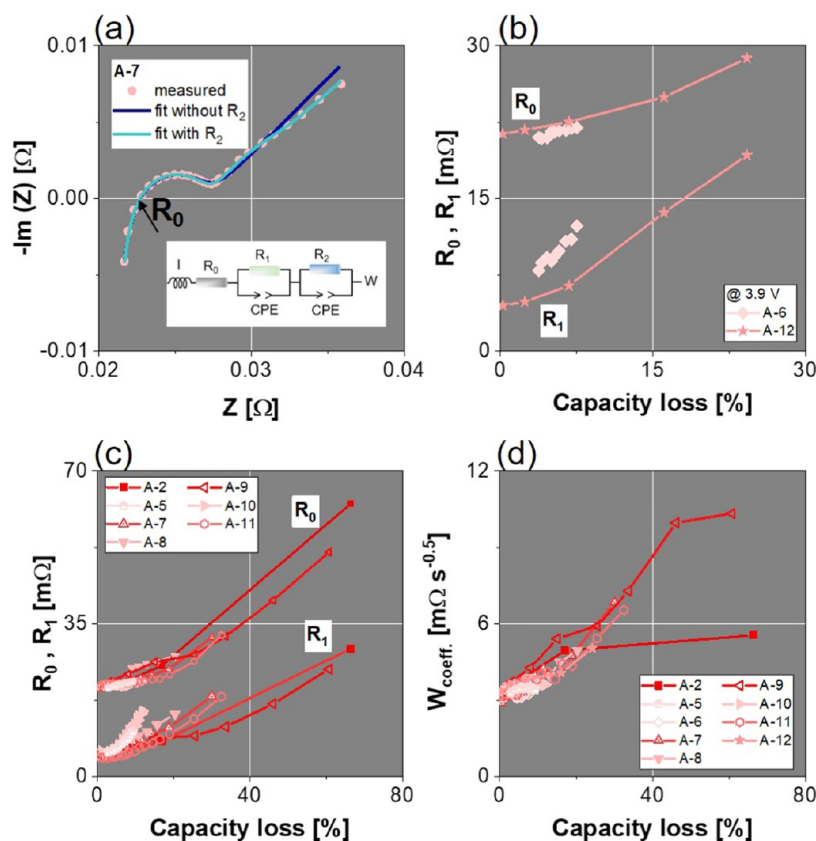 (a)
0.01
0.00
-0.01
-Im (Z) [Ω]
A-7
measured
fit without R2
fit with R2
R0
I
R0
R1
R2
W
CPE
CPE
0.02
0.03
0.04
Z [Ω]
(b)
30
15
0
R0 , R1 [mΩ]
R0
R1
@ 3.9 V
A-6
A-12
0
15
30
Capacity loss [%]
(c)
70
35
0
R0 , R1 [mΩ]
A-2
A-9
A-5
A-10
A-7
A-11
A-8
R0
R1
0
40
80
Capacity loss [%]
(d)
12
6
0
Wcoeff. [mΩ s-0.5]
A-2
A-9
A-5
A-10
A-6
A-11
A-7
A-12
A-8
0
40
80
Capacity loss [%]